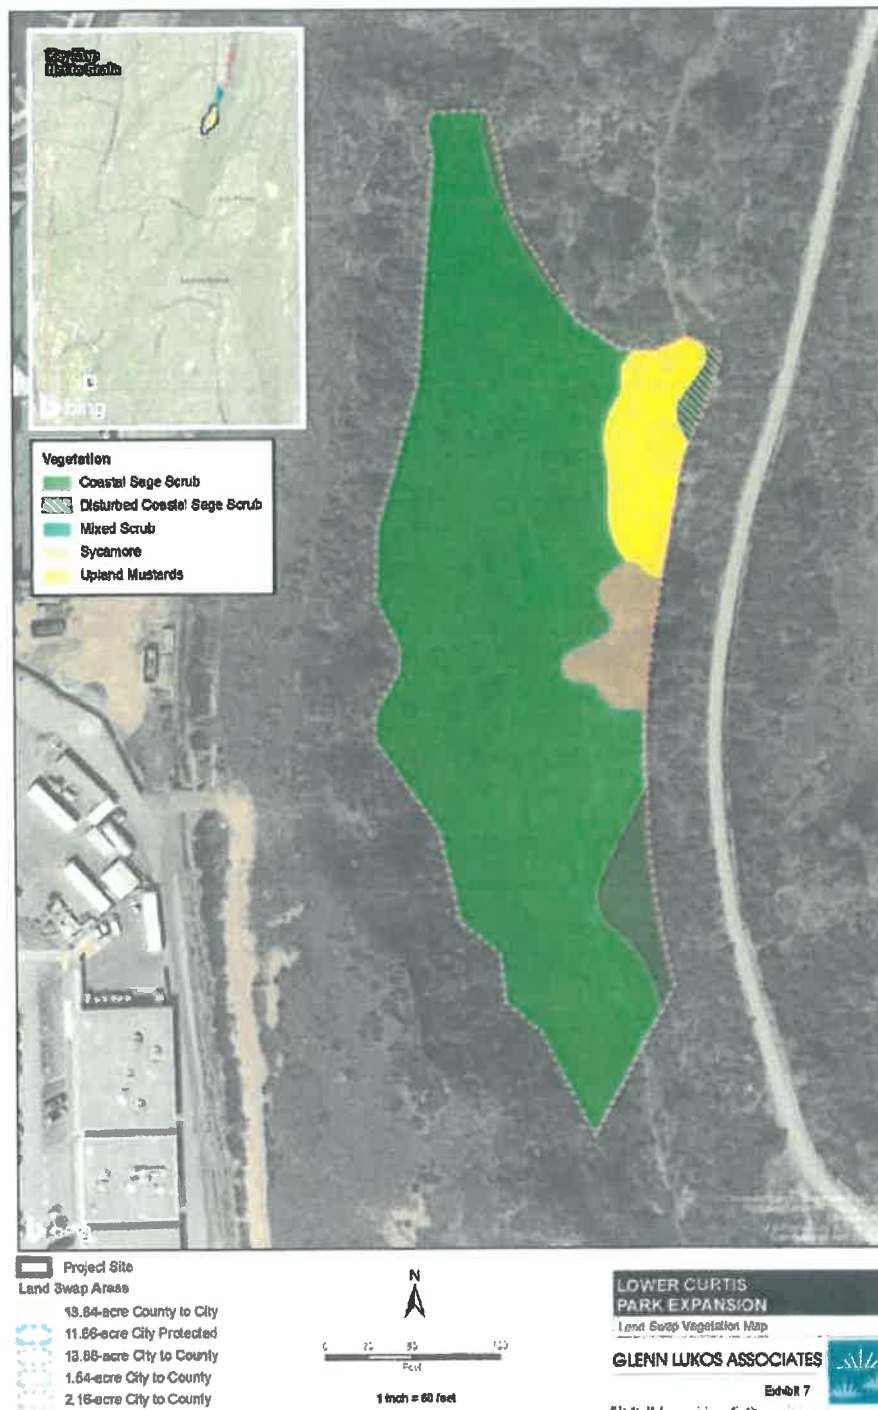 bing
Vegetation
Coastal Sage Scrub
Disturbed Coastal Sage Scrub
Mixed Scrub
Sycamore
Upland Mustards
bing
Project Site
Land Swap Areas
13.84-acre County to City
11.66-acre City Protected
13.88-acre City to County
1.64-acre City to County
2.16-acre City to County
N
Feet
1 inch = 60 feet
LOWER CURTIS
PARK EXPANSION
Land Swap Vegetation Map
GLENN LUKOS ASSOCIATES
Exhibit 7